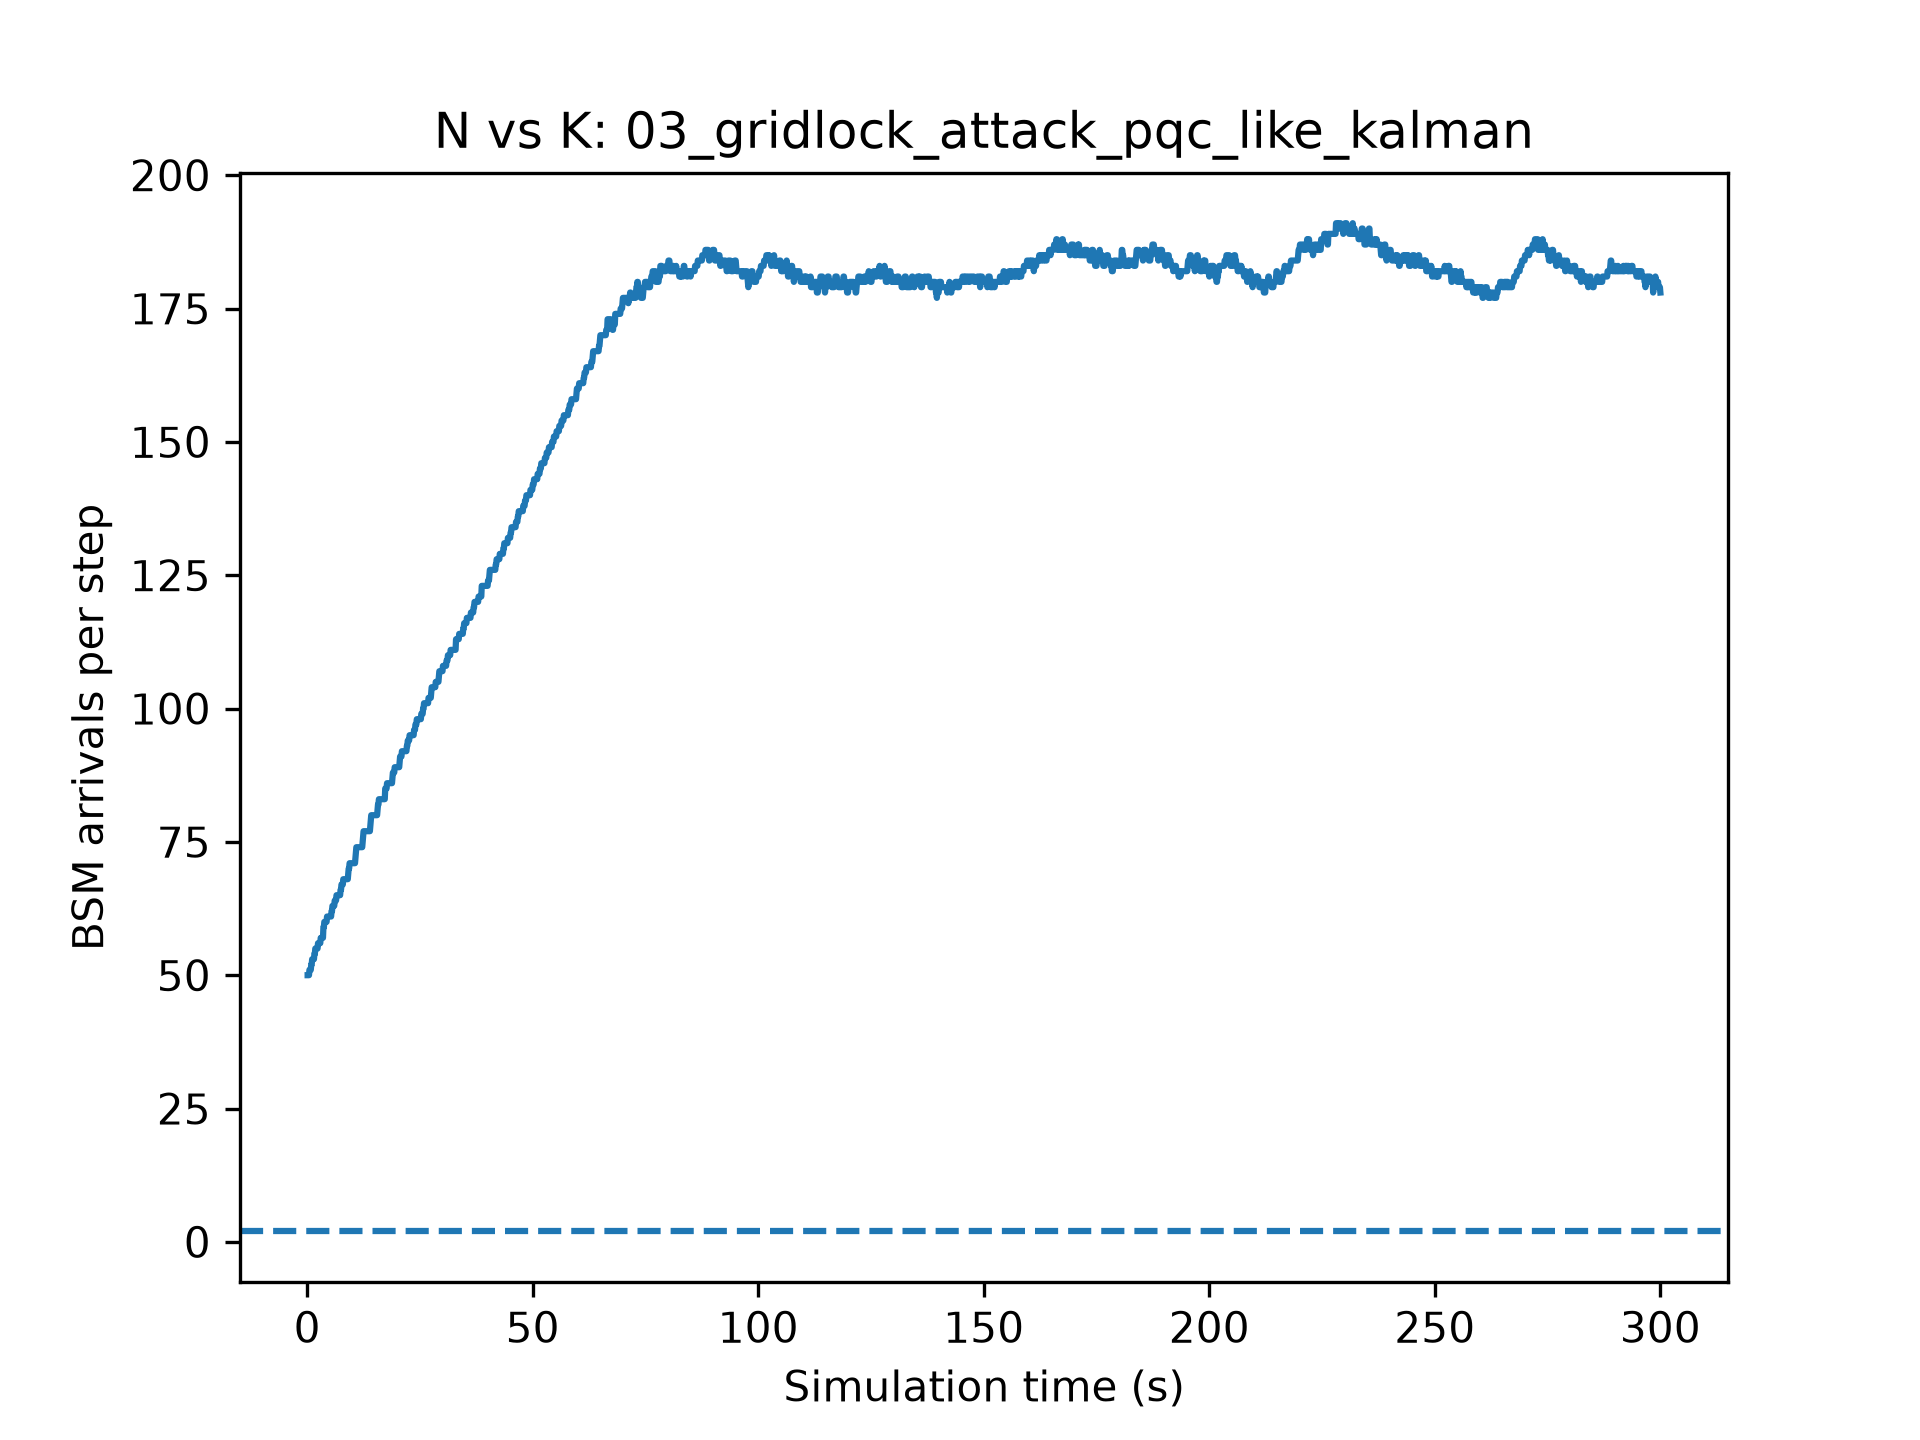 N vs K: 03_gridlock_attack_pqc_like_kalman
200
175
150
125
100
75
50
25
0
BSM arrivals per step
0 50 100 150 200 250 300
Simulation time (s)